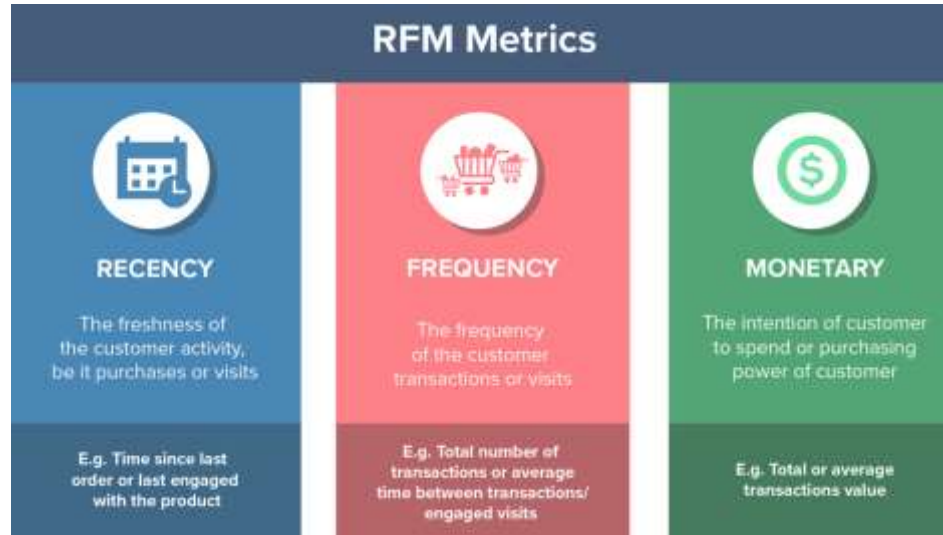 RFM Metrics
RECENCY
The freshness of
the customer activity,
be it purchases or visits
E.g. Time since last
order or last engaged
with the product
FREQUENCY
The frequency
of the customer
transactions or visits
E.g. Total number of
transactions or average
time between transactions/
engaged visits
MONETARY
The intention of customer
to spend or purchasing
power of customer
E.g. Total or average
transactions value